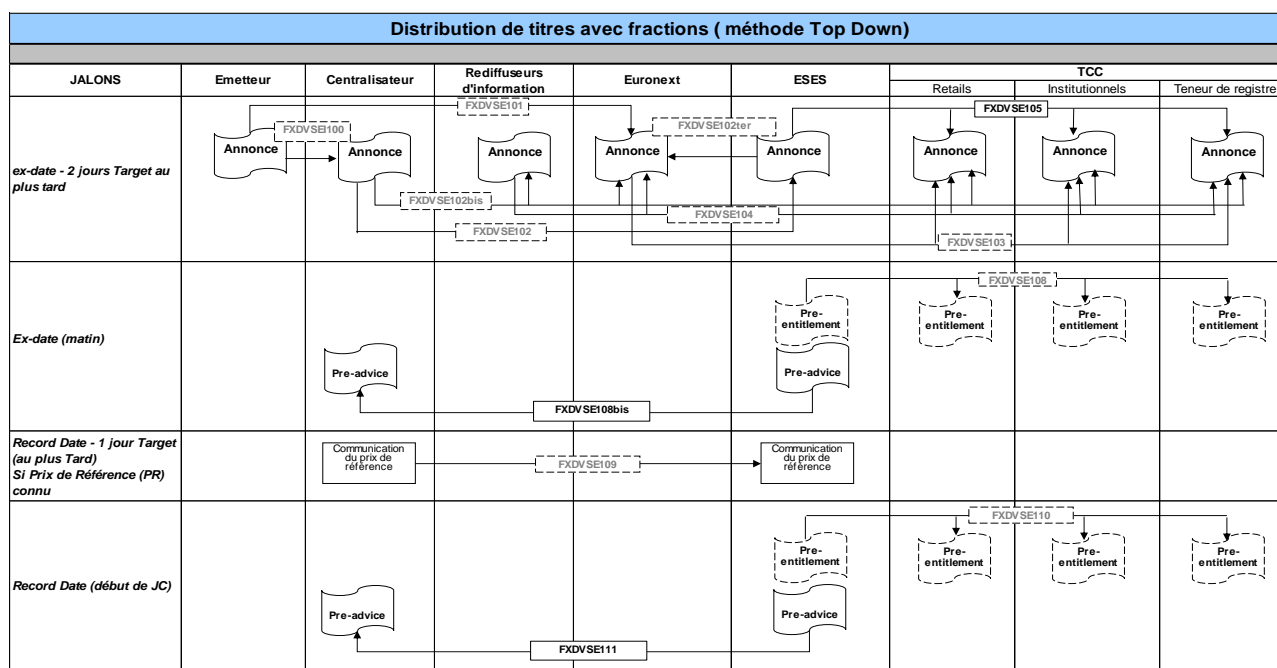 Distribution de titres avec fractions ( méthode Top Down)
JALONS
Emetteur
Centralisateur
Rediffuseurs
d'information
Euronext
ESES
TCC
Retails
Institutionnels
Teneur de registre
ex-date - 2 jours Target au
plus tard
FXDVSE101
FXDVSEI100
FXDVSE102ter
FXDVSE105
Annonce
Annonce
Annonce
Annonce
Annonce
Annonce
Annonce
Annonce
FXDVSE102bis
FXDVSE104
FXDVSE102
FXDVSE103
Ex-date (matin)
FXDVSE108
Pre-
entitlement
Pre-
entitlement
Pre-
entitlement
Pre-
entitlement
Pre-advice
Pre-advice
FXDVSE108bis
Record Date - 1 jour Target
(au plus Tard)
Si Prix de Référence (PR)
connu
Communication
du prix de
référence
FXDVSE109
Communication
du prix de
référence
Record Date (début de JC)
FXDVSE110
Pre-
entitlement
Pre-
entitlement
Pre-
entitlement
Pre-
entitlement
Pre-advice
Pre-advice
FXDVSE111